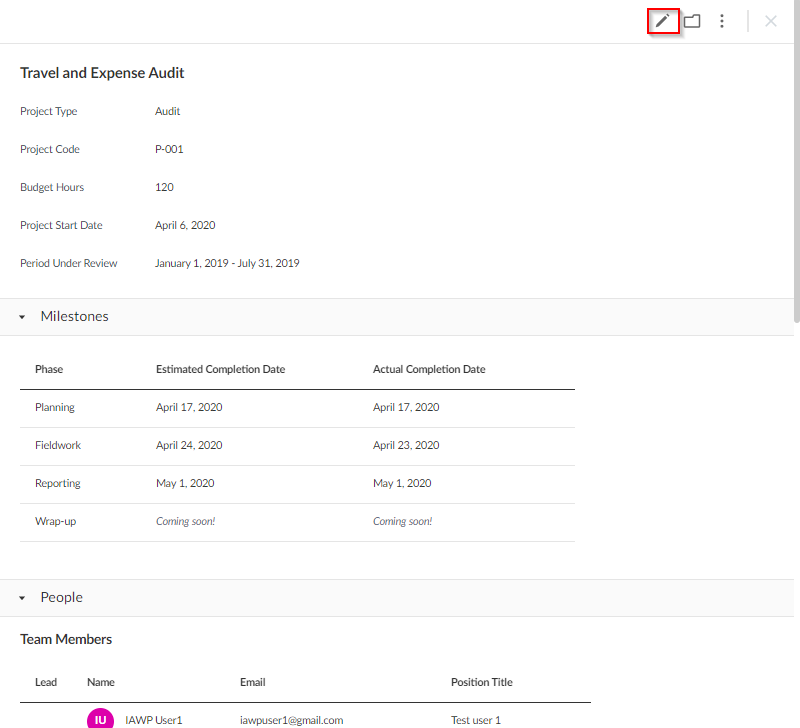 Travel and Expense Audit
Project Type Audit
Project Code P-001
Budget Hours 120
Project Start Date April 6, 2020
Period Under Review January 1, 2019 - July 31, 2019
Milestones
Phase Estimated Completion Date Actual Completion Date
Planning April 17, 2020 April 17, 2020
Fieldwork April 24, 2020 April 23, 2020
Reporting May 1, 2020 May 1, 2020
Wrap-up Coming soon! Coming soon!
People
Team Members
Lead Name Email Position Title
IU IAWP User1 iawpuser1@gmail.com Test user 1